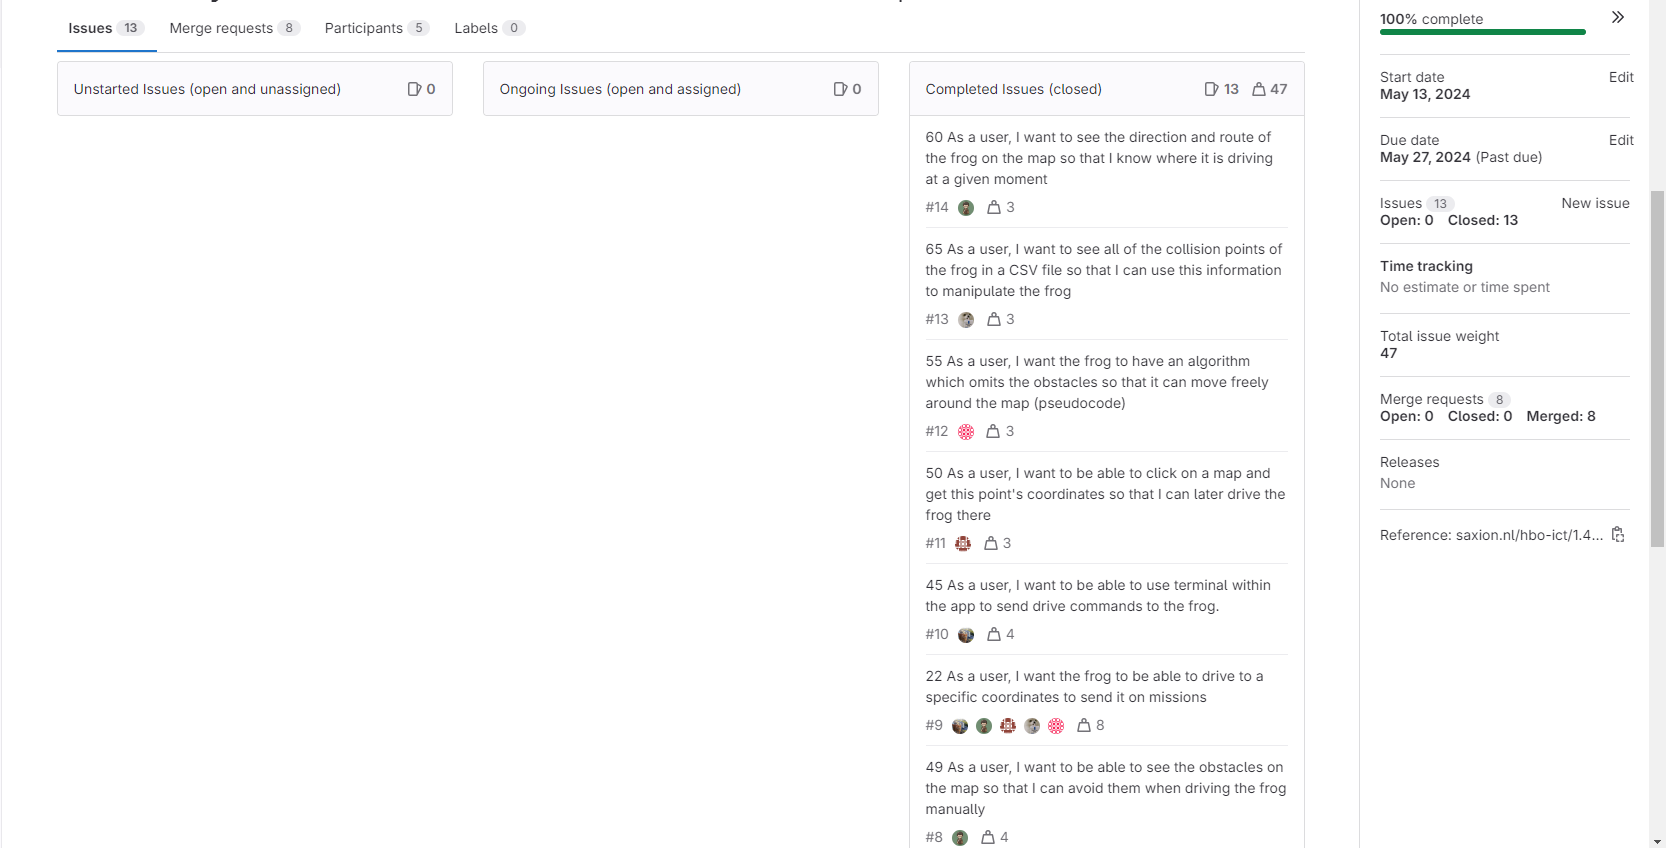 Issues 13 Merge requests 8 Participants 5 Labels 0
Unstarted Issues (open and unassigned) 0
Ongoing Issues (open and assigned) 0
Completed Issues (closed) 13 47
60 As a user, I want to see the direction and route of
the frog on the map so that I know where it is driving
at a given moment
#14 3
65 As a user, I want to see all of the collision points of
the frog in a CSV file so that I can use this information
to manipulate the frog
#13 3
55 As a user, I want the frog to have an algorithm
which omits the obstacles so that it can move freely
around the map (pseudocode)
#12 3
50 As a user, I want to be able to click on a map and
get this point's coordinates so that I can later drive the
frog there
#11 3
45 As a user, I want to be able to use terminal within
the app to send drive commands to the frog.
#10 4
22 As a user, I want the frog to be able to drive to a
specific coordinates to send it on missions
#9 8
49 As a user, I want to be able to see the obstacles on
the map so that I can avoid them when driving the frog
manually
#8 4
100% complete
Start date Edit
May 13, 2024
Due date Edit
May 27, 2024 (Past due)
Issues 13 New issue
Open: 0 Closed: 13
Time tracking
No estimate or time spent
Total issue weight
47
Merge requests 8
Open: 0 Closed: 0 Merged: 8
Releases
None
Reference: saxion.nl/hbo-ict/1.4...